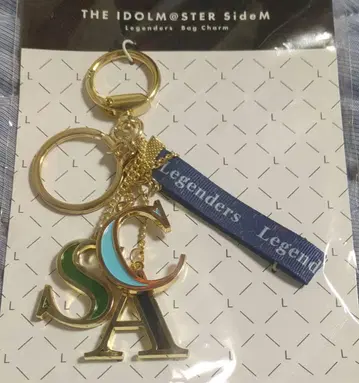 THE IDOLM@STER SideM
Legenders Bag Charm
Legenders Legend
S
C
A